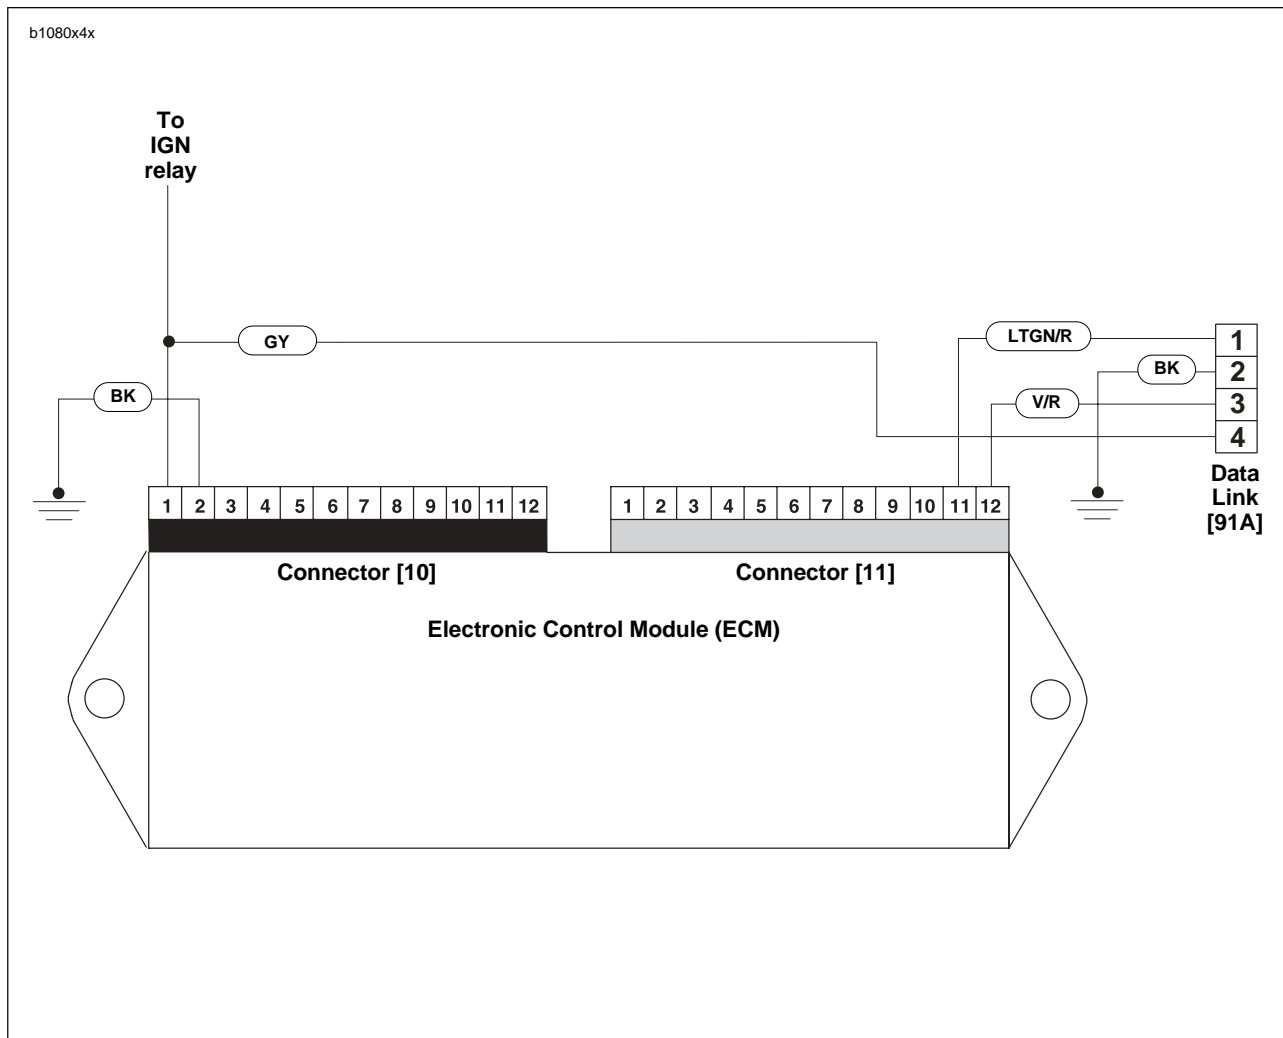 b1080x4x
To
IGN
relay
GY
LTGN/R
1
BK
2
BK
V/R
3
4
Data
Link
[91A]
1 2 3 4 5 6 7 8 9 10 11 12
1 2 3 4 5 6 7 8 9 10 11 12
Connector [10]
Connector [11]
Electronic Control Module (ECM)